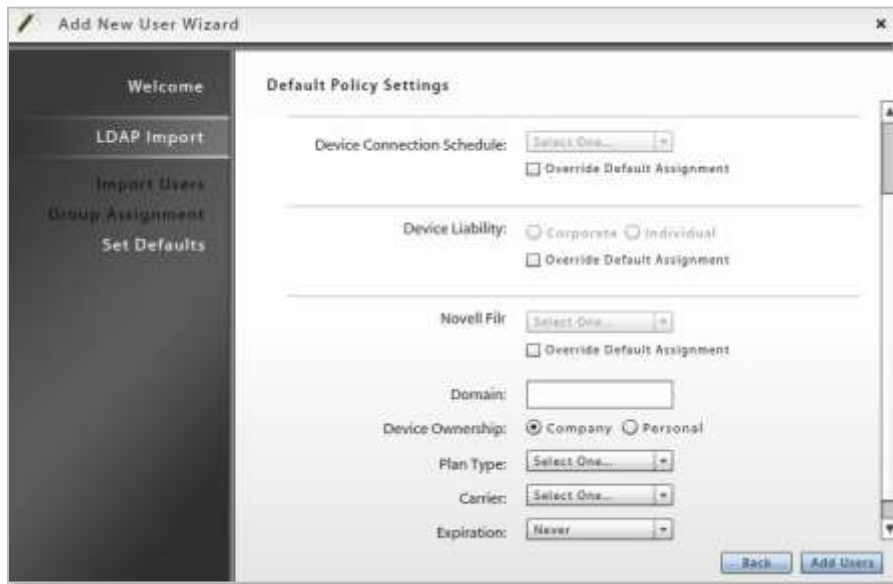 Add New User Wizard
Welcome
LDAP Import
Import Users
Group Assignment
Set Defaults
Default Policy Settings
Device Connection Schedule: Select One...
Override Default Assignment
Device Liability: Corporate Individual
Override Default Assignment
Novell Filr Select One...
Override Default Assignment
Domain:
Device Ownership: Company Personal
Plan Type: Select One...
Carrier: Select One...
Expiration: Never
Back Add Users